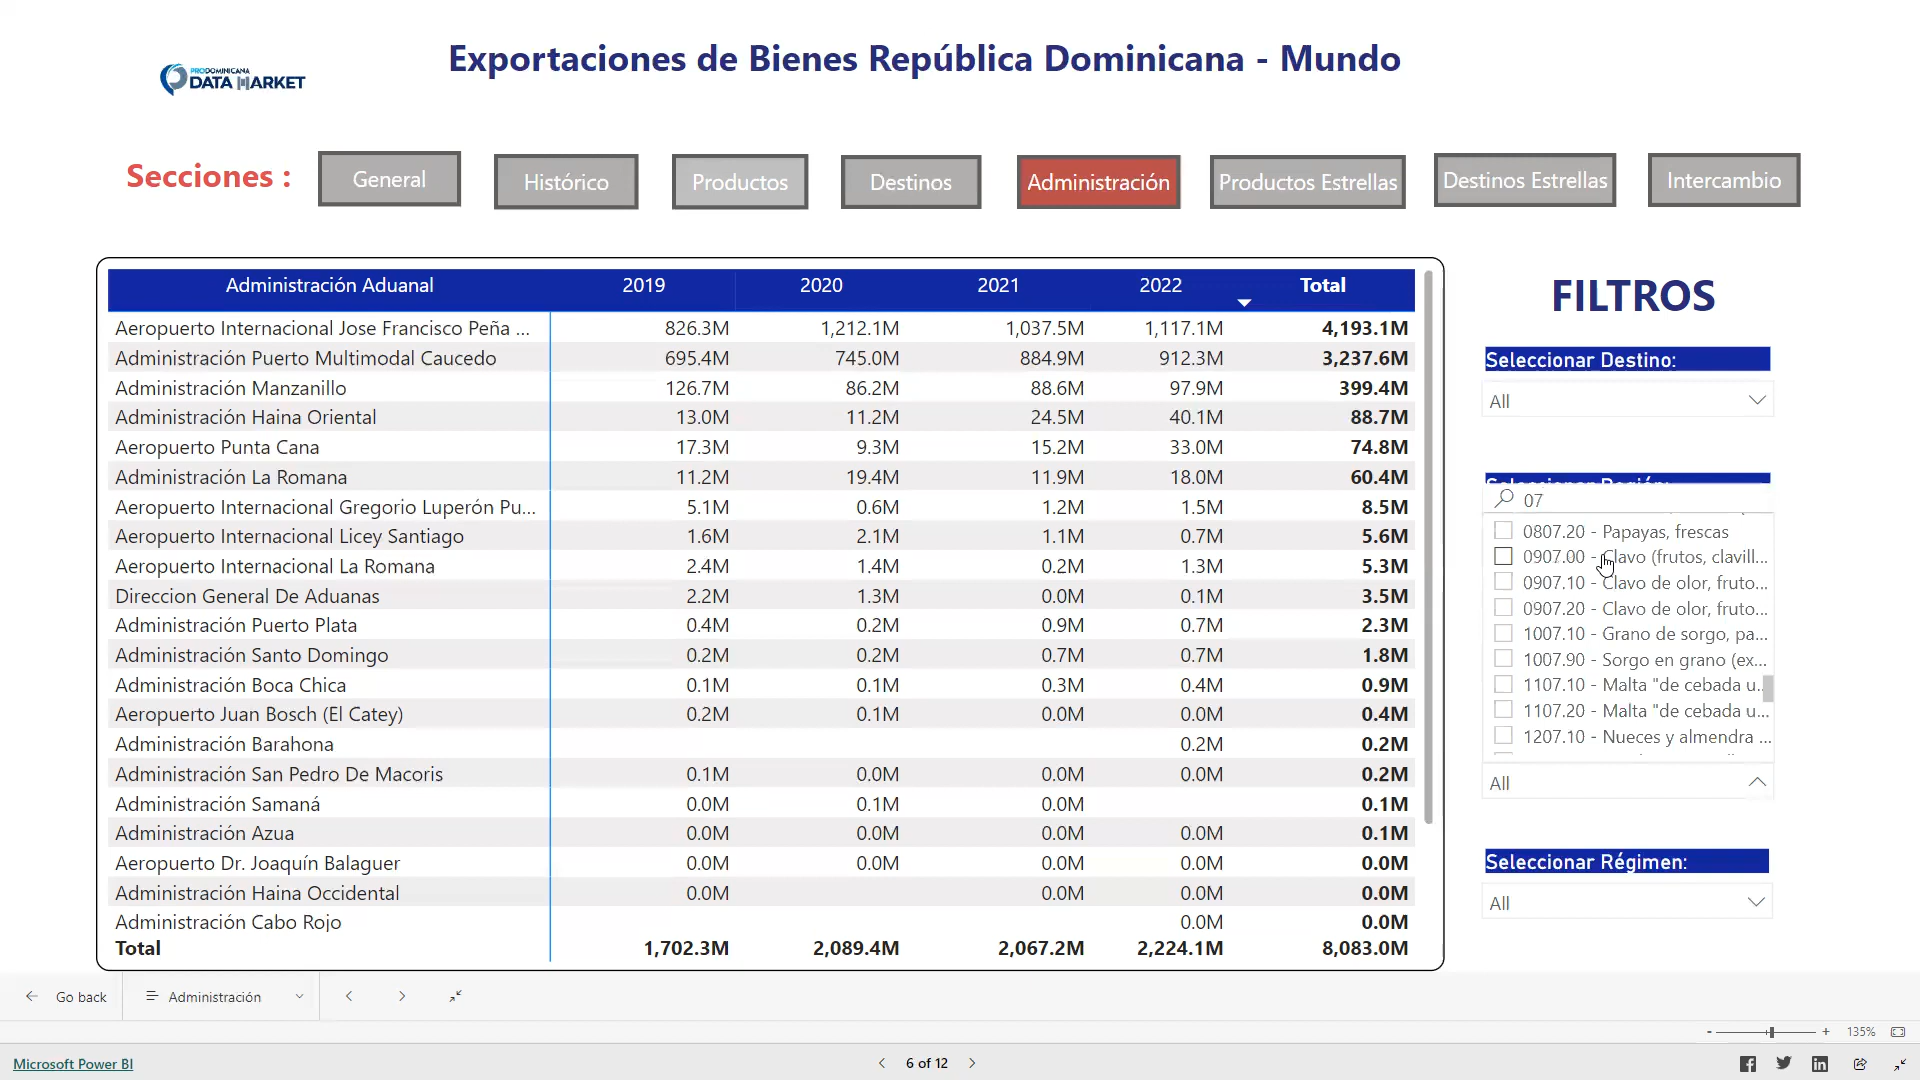 Exportaciones de Bienes República Dominicana - Mundo
PRODOMINICANA
DATA MARKET
Secciones :
General
Histórico
Productos
Destinos
Administración
Productos Estrellas
Destinos Estrellas
Intercambio
Administración Aduanal 2019 2020 2021 2022 Total
Aeropuerto Internacional Jose Francisco Peña ... 826.3M 1,212.1M 1,037.5M 1,117.1M 4,193.1M
Administración Puerto Multimodal Caucedo 695.4M 745.0M 884.9M 912.3M 3,237.6M
Administración Manzanillo 126.7M 86.2M 88.6M 97.9M 399.4M
Administración Haina Oriental 13.0M 11.2M 24.5M 40.1M 88.7M
Aeropuerto Punta Cana 17.3M 9.3M 15.2M 33.0M 74.8M
Administración La Romana 11.2M 19.4M 11.9M 18.0M 60.4M
Aeropuerto Internacional Gregorio Luperón Pu... 5.1M 0.6M 1.2M 1.5M 8.5M
Aeropuerto Internacional Licey Santiago 1.6M 2.1M 1.1M 0.7M 5.6M
Aeropuerto Internacional La Romana 2.4M 1.4M 0.2M 1.3M 5.3M
Direccion General De Aduanas 2.2M 1.3M 0.0M 0.1M 3.5M
Administración Puerto Plata 0.4M 0.2M 0.9M 0.7M 2.3M
Administración Santo Domingo 0.2M 0.2M 0.7M 0.7M 1.8M
Administración Boca Chica 0.1M 0.1M 0.3M 0.4M 0.9M
Aeropuerto Juan Bosch (El Catey) 0.2M 0.1M 0.0M 0.0M 0.4M
Administración Barahona 0.2M 0.2M
Administración San Pedro De Macoris 0.1M 0.0M 0.0M 0.0M 0.2M
Administración Samaná 0.0M 0.1M 0.0M 0.1M
Administración Azua 0.0M 0.0M 0.0M 0.0M 0.1M
Aeropuerto Dr. Joaquín Balaguer 0.0M 0.0M 0.0M 0.0M 0.0M
Administración Haina Occidental 0.0M 0.0M 0.0M 0.0M
Administración Cabo Rojo 0.0M 0.0M
Total 1,702.3M 2,089.4M 2,067.2M 2,224.1M 8,083.0M
FILTROS
Seleccionar Destino:
All
Seleccionar Región:
07
0807.20 - Papayas, frescas
0907.00 - Clavo (frutos, clavill...
0907.10 - Clavo de olor, fruto...
0907.20 - Clavo de olor, fruto...
1007.10 - Grano de sorgo, pa...
1007.90 - Sorgo en grano (ex...
1107.10 - Malta "de cebada u...
1107.20 - Malta "de cebada u...
1207.10 - Nueces y almendra ...
All
Seleccionar Régimen:
All
Go back
Administración
- + 135%
Microsoft Power BI
6 of 12